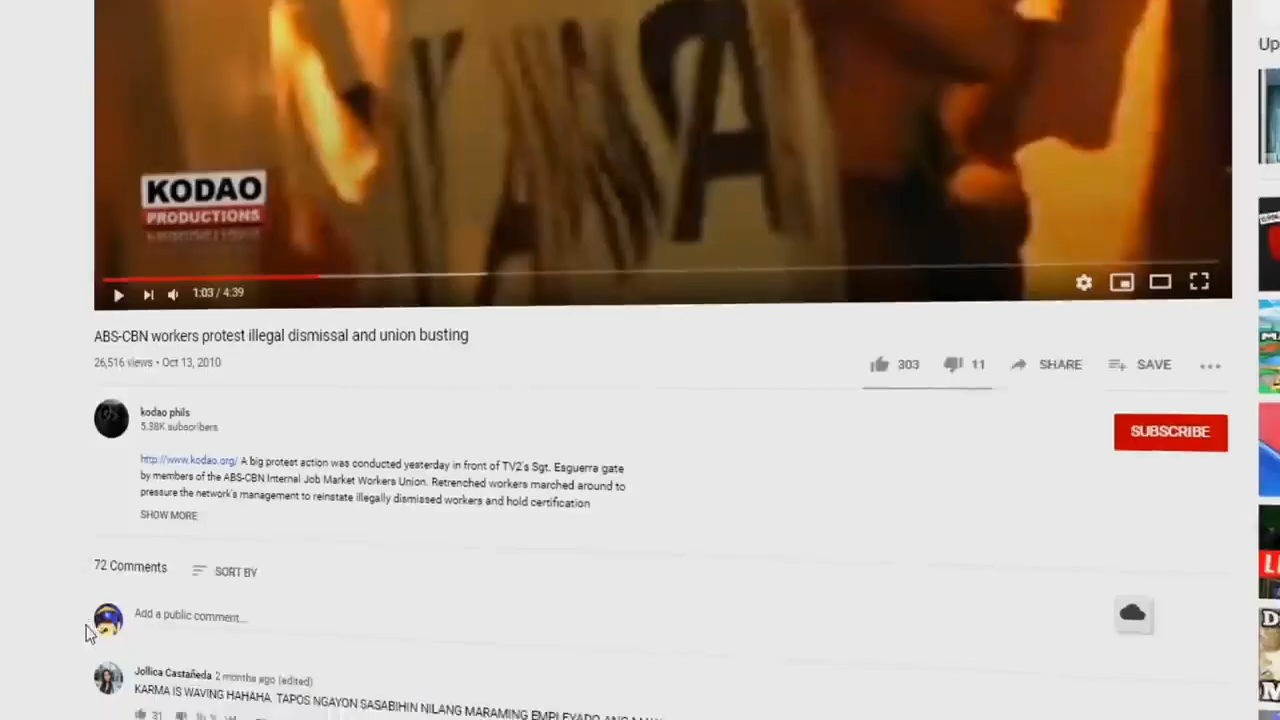 Up
KODAO
PRODUCTIONS
1:03 / 4:39
ABS-CBN workers protest illegal dismissal and union busting
26,516 views • Oct 13, 2010
303
11
SHARE
SAVE
kodao phils
5.38K subscribers
SUBSCRIBE
http://www.kodao.org/ A big protest action was conducted yesterday in front of TV2's Sgt. Esguerra gate
by members of the ABS-CBN Internal Job Market Workers Union. Retrenched workers marched around to
pressure the network's management to reinstate illegally dismissed workers and hold certification
SHOW MORE
72 Comments
SORT BY
Add a public comment...
Jollica Castañeda 2 months ago (edited)
KARMA IS WAVING HAHAHA. TAPOS NGAYON SASABIHIN NILANG MARAMING EMPLEYADO ANG
31